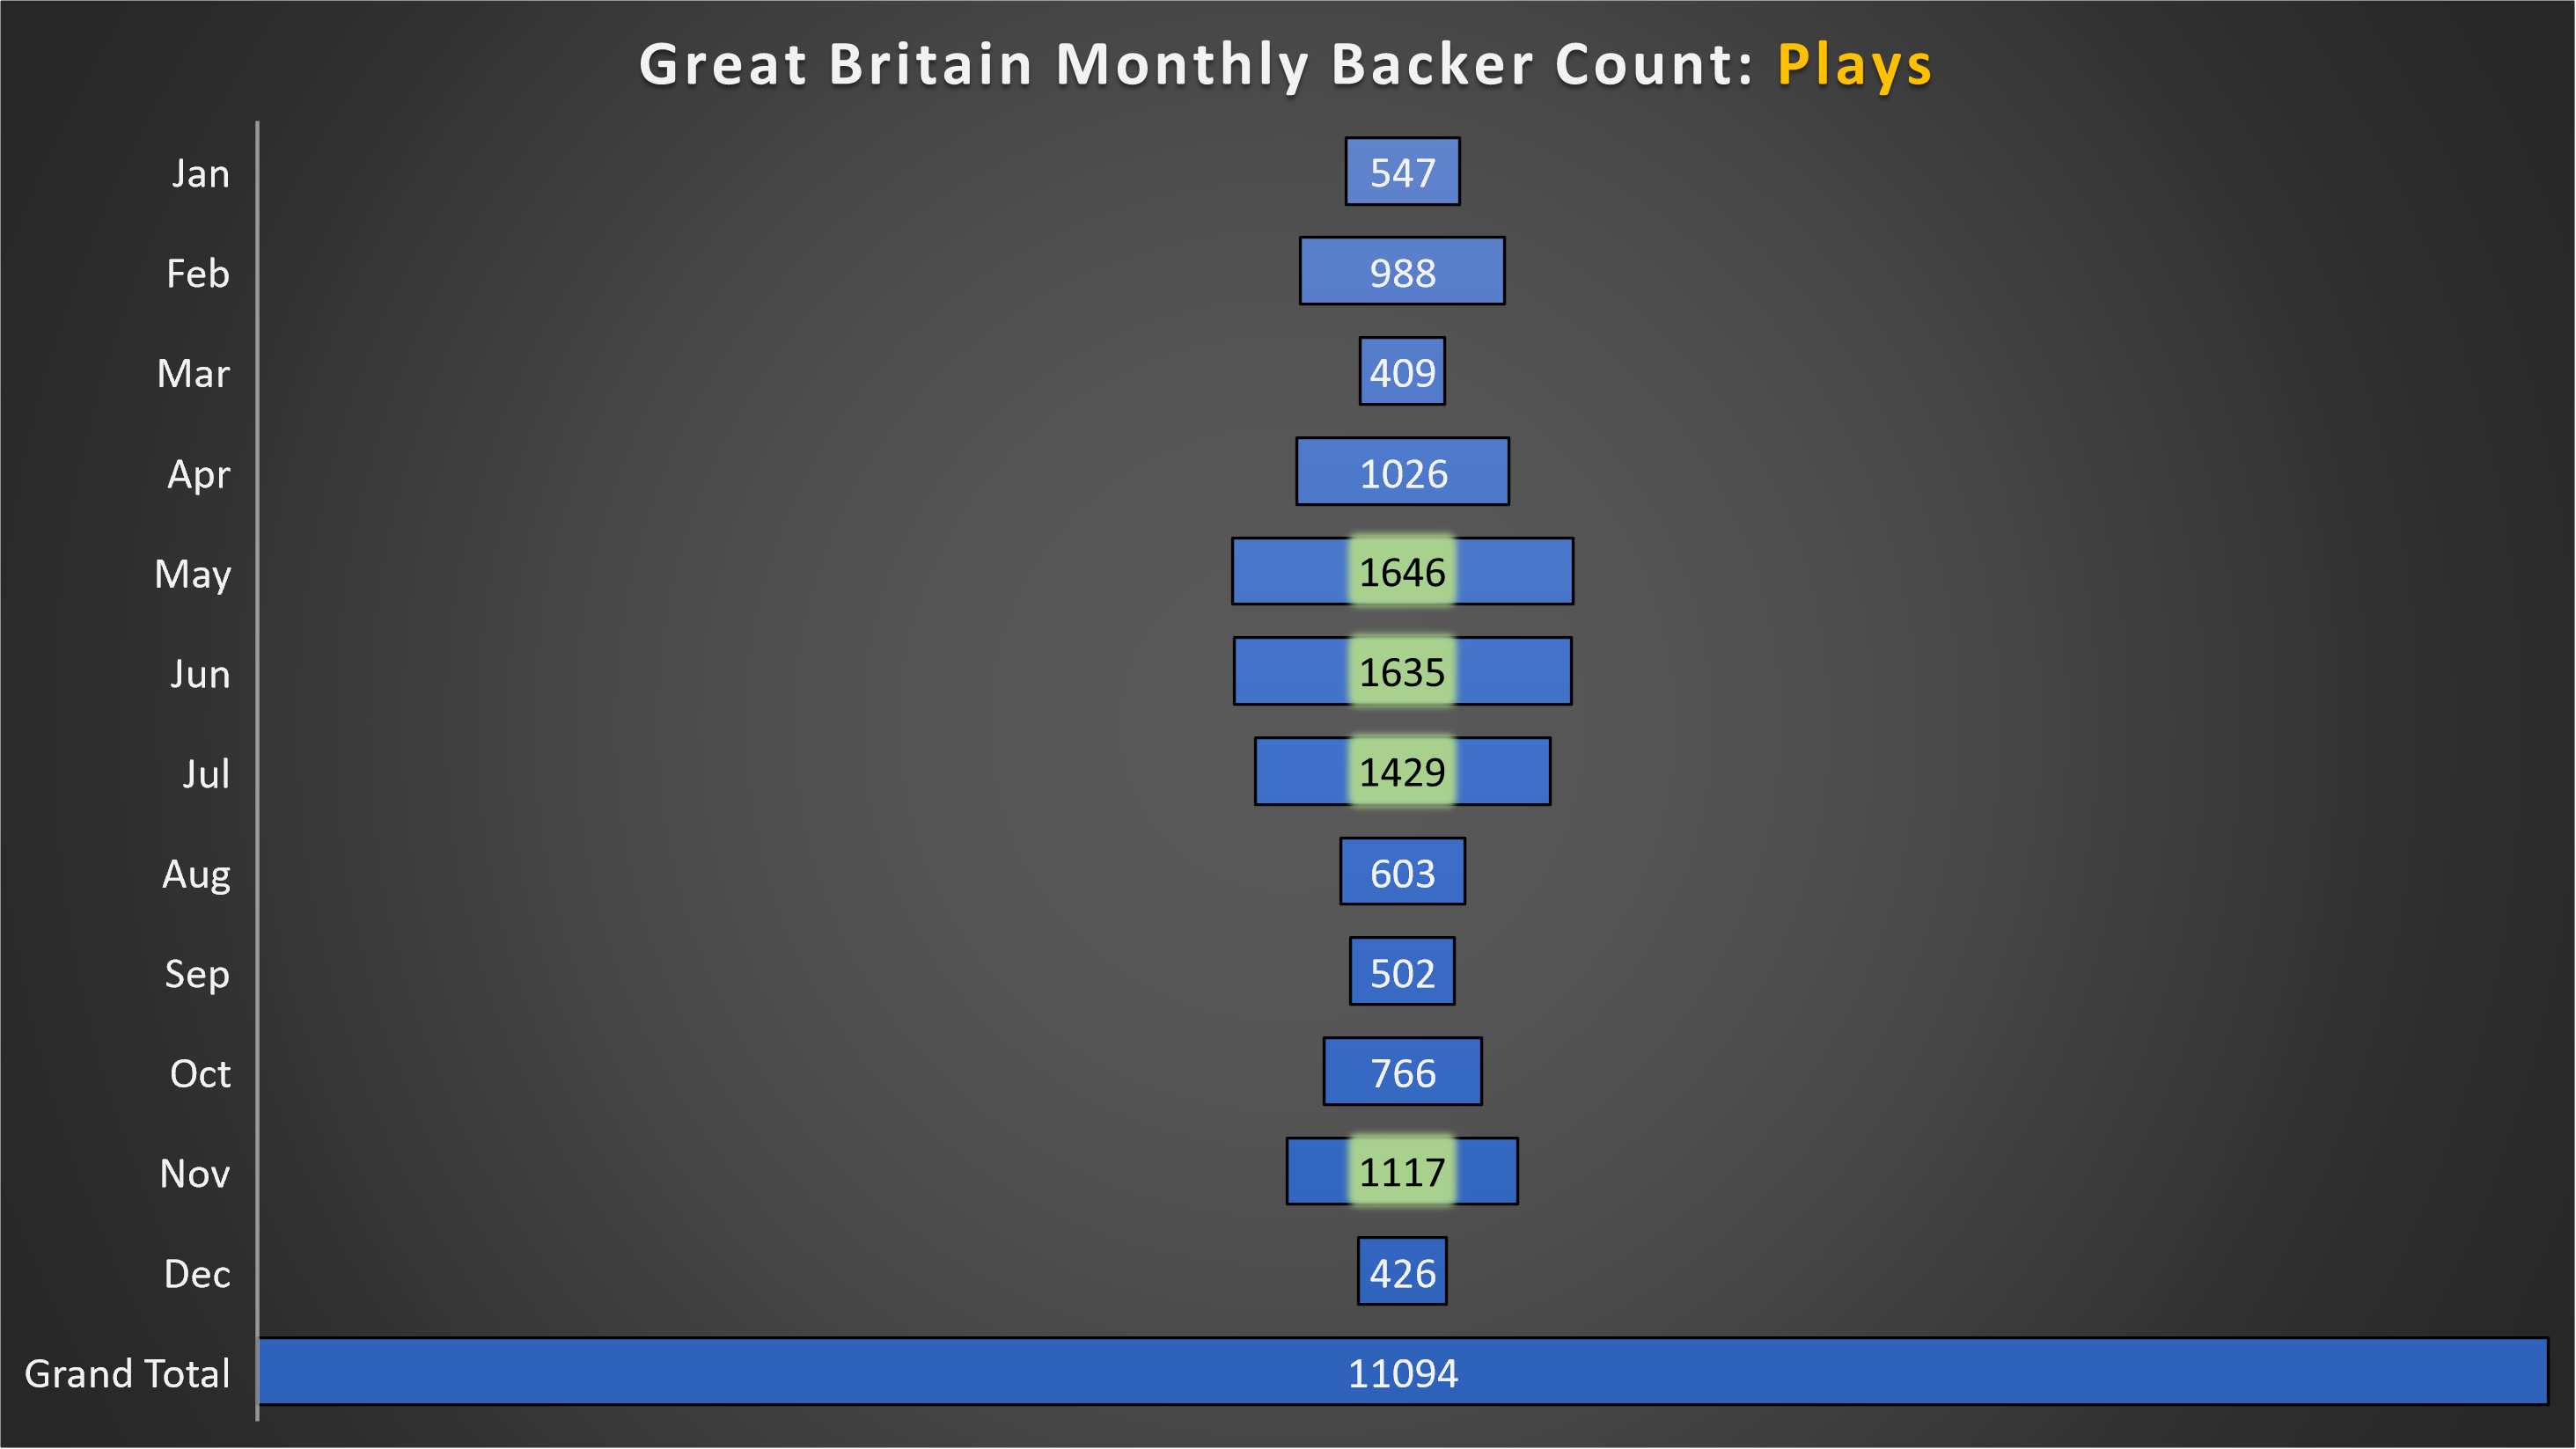 Great Britain Monthly Backer Count: Plays
Jan 547
Feb 988
Mar 409
Apr 1026
May 1646
Jun 1635
Jul 1429
Aug 603
Sep 502
Oct 766
Nov 1117
Dec 426
Grand Total 11094